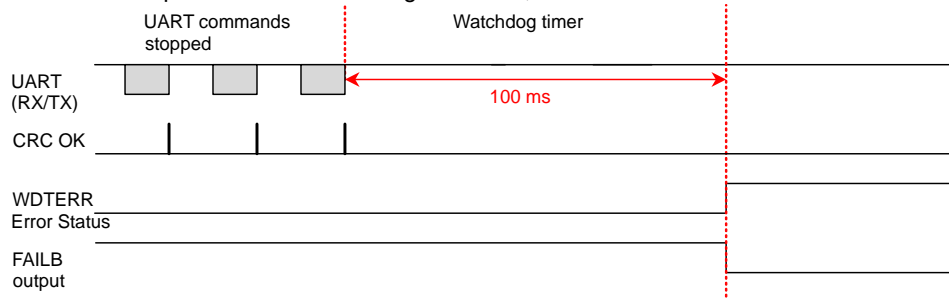 UART commands
stopped
Watchdog timer
UART
(RX/TX)
100 ms
CRC OK
WDTERR
Error Status
FAILB
output